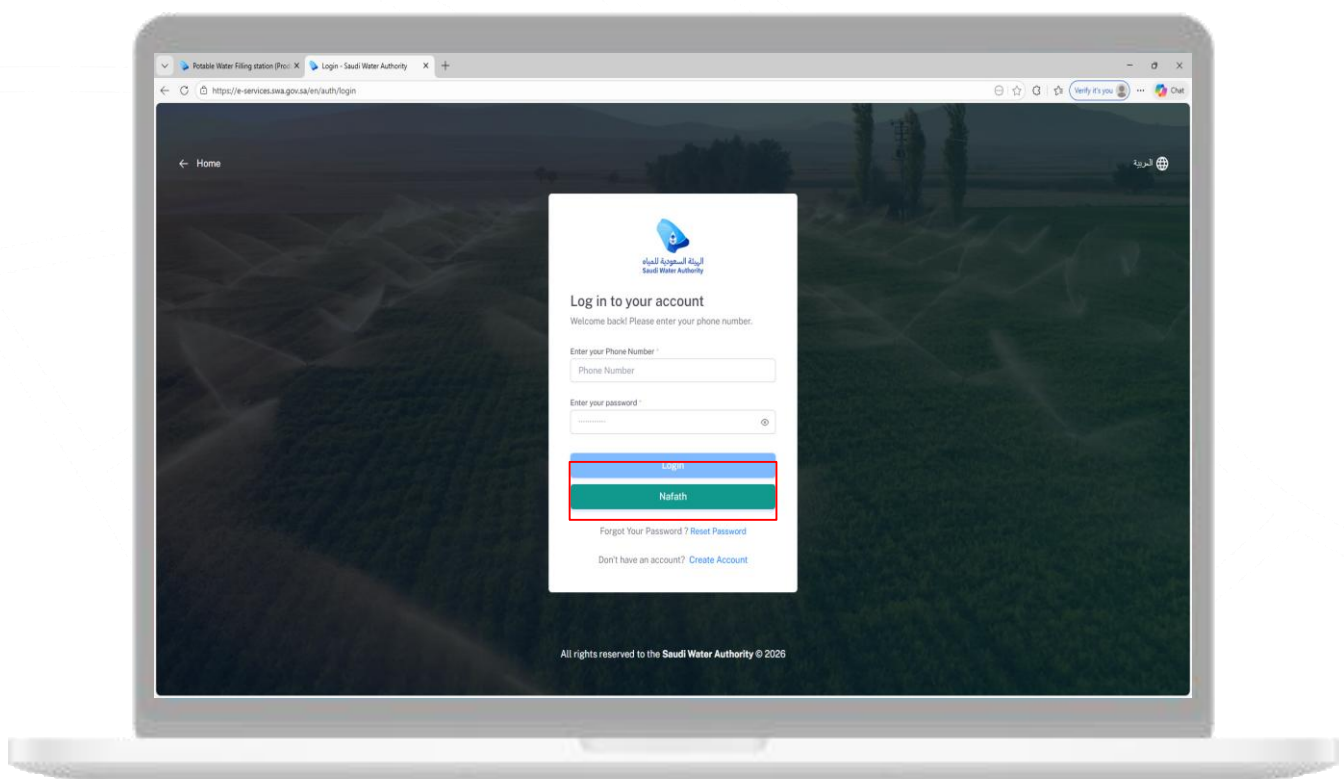 Potable Water Filling station (Proc
Login - Saudi Water Authority
https://e-services.swa.gov.sa/en/auth/login
Verify it's you
Chat
Home
العربية
الهيئة السعودية للمياه
Saudi Water Authority
Log in to your account
Welcome back! Please enter your phone number.
Enter your Phone Number *
Phone Number
Enter your password *
Login
Nafath
Forgot Your Password ? Reset Password
Don't have an account? Create Account
All rights reserved to the Saudi Water Authority © 2026